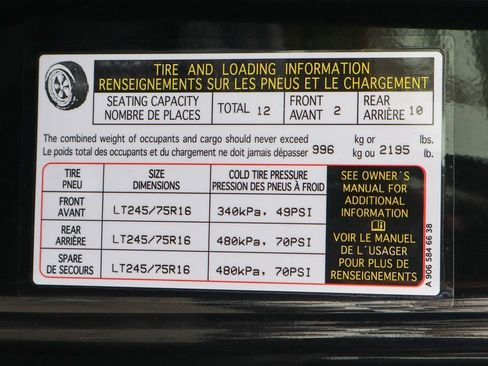 TIRE AND LOADING INFORMATION
RENSEIGNEMENTS SUR LES PNEUS ET LE CHARGEMENT
SEATING CAPACITY
NOMBRE DE PLACES
TOTAL 12
FRONT
AVANT 2
REAR
ARRIÈRE 10
The combined weight of occupants and cargo should never exceed
Le poids total des occupants et du chargement ne doit jamais dépasser
996
kg or
kg ou
2195
lbs.
lb.
TIRE
PNEU
SIZE
DIMENSIONS
COLD TIRE PRESSURE
PRESSION DES PNEUS À FROID
FRONT
AVANT
LT245/75R16
340kPa, 49PSI
REAR
ARRIÈRE
LT245/75R16
480kPa, 70PSI
SPARE
DE SECOURS
LT245/75R16
480kPa, 70PSI
SEE OWNER´S
MANUAL FOR
ADDITIONAL
INFORMATION
VOIR LE MANUEL
DE L´USAGER
POUR PLUS DE
RENSEIGNEMENTS
A 906 584 66 38